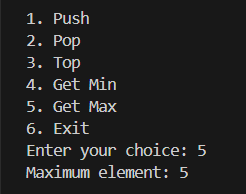 1. Push
2. Pop
3. Top
4. Get Min
5. Get Max
6. Exit
Enter your choice: 5
Maximum element: 5